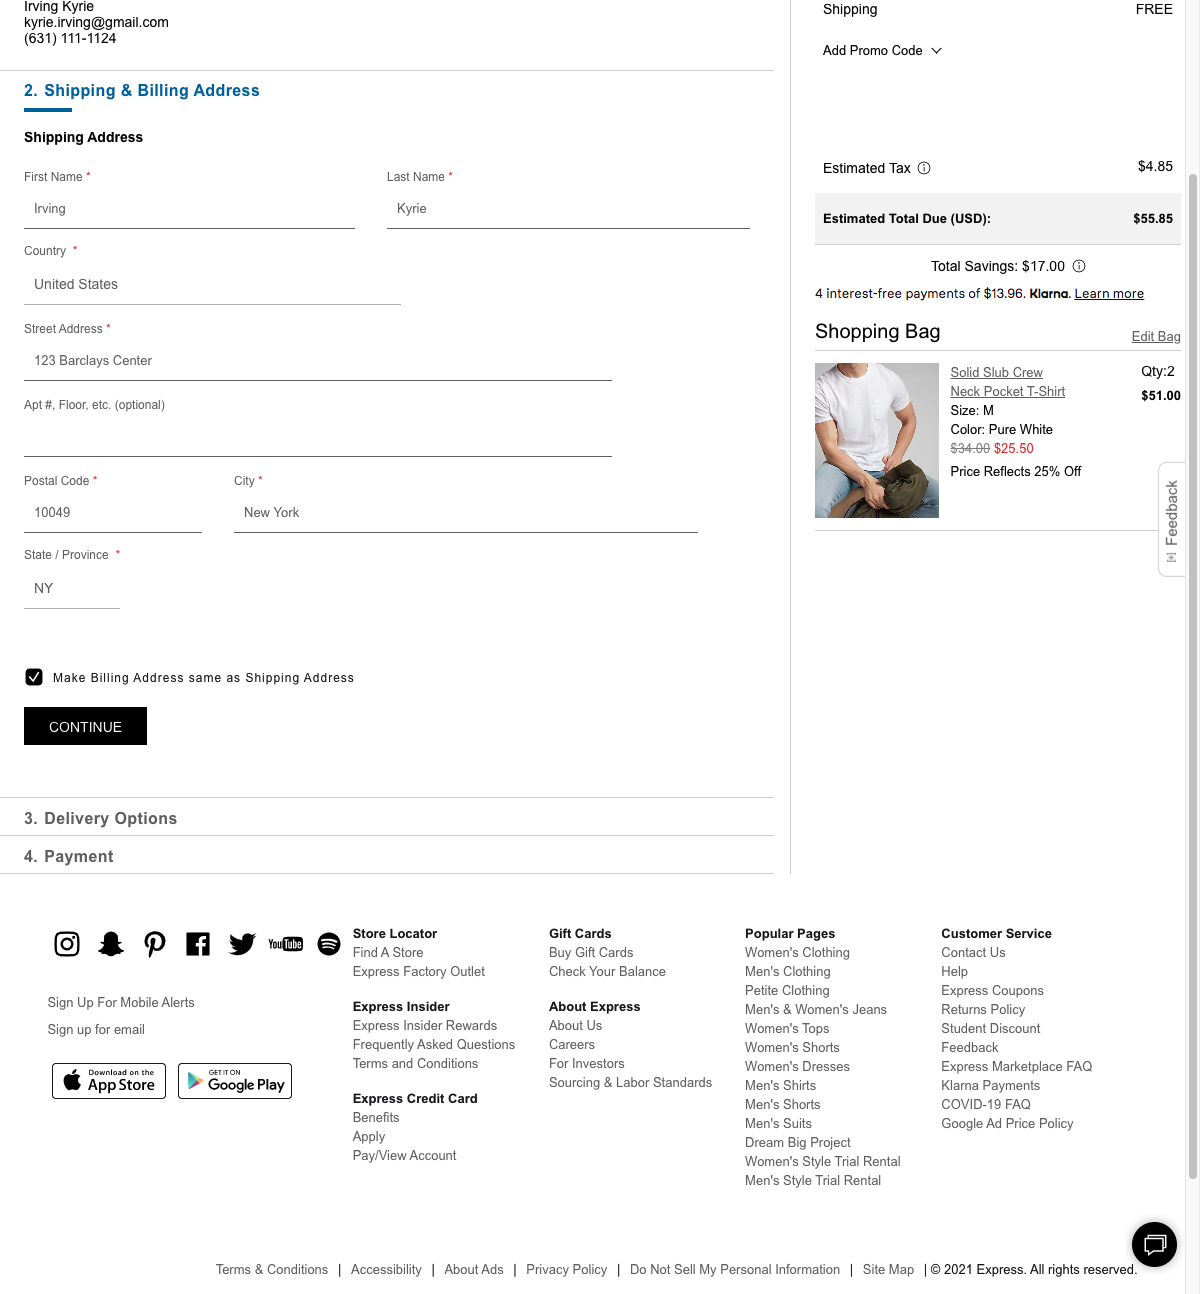 Irving Kyrie
kyrie.irving@gmail.com
(631) 111-1124
2. Shipping & Billing Address
Shipping Address
First Name *
Last Name *
Irving
Kyrie
Country *
United States
Street Address *
123 Barclays Center
Apt #, Floor, etc. (optional)
Postal Code *
City *
10049
New York
State / Province *
NY
Make Billing Address same as Shipping Address
CONTINUE
3. Delivery Options
4. Payment
Shipping FREE
Add Promo Code
Estimated Tax $4.85
Estimated Total Due (USD): $55.85
Total Savings: $17.00
4 interest-free payments of $13.96. Klarna. Learn more
Shopping Bag
Edit Bag
Solid Slub Crew
Neck Pocket T-Shirt
Size: M
Color: Pure White
$34.00 $25.50
Price Reflects 25% Off
Qty:2
$51.00
Feedback
YouTube
Sign Up For Mobile Alerts
Sign up for email
Download on the
App Store
GET IT ON
Google Play
Store Locator
Find A Store
Express Factory Outlet
Express Insider
Express Insider Rewards
Frequently Asked Questions
Terms and Conditions
Express Credit Card
Benefits
Apply
Pay/View Account
Gift Cards
Buy Gift Cards
Check Your Balance
About Express
About Us
Careers
For Investors
Sourcing & Labor Standards
Popular Pages
Women's Clothing
Men's Clothing
Petite Clothing
Men's & Women's Jeans
Women's Tops
Women's Shorts
Women's Dresses
Men's Shirts
Men's Shorts
Men's Suits
Dream Big Project
Women's Style Trial Rental
Men's Style Trial Rental
Customer Service
Contact Us
Help
Express Coupons
Returns Policy
Student Discount
Feedback
Express Marketplace FAQ
Klarna Payments
COVID-19 FAQ
Google Ad Price Policy
Terms & Conditions | Accessibility | About Ads | Privacy Policy | Do Not Sell My Personal Information | Site Map | © 2021 Express. All rights reserved.